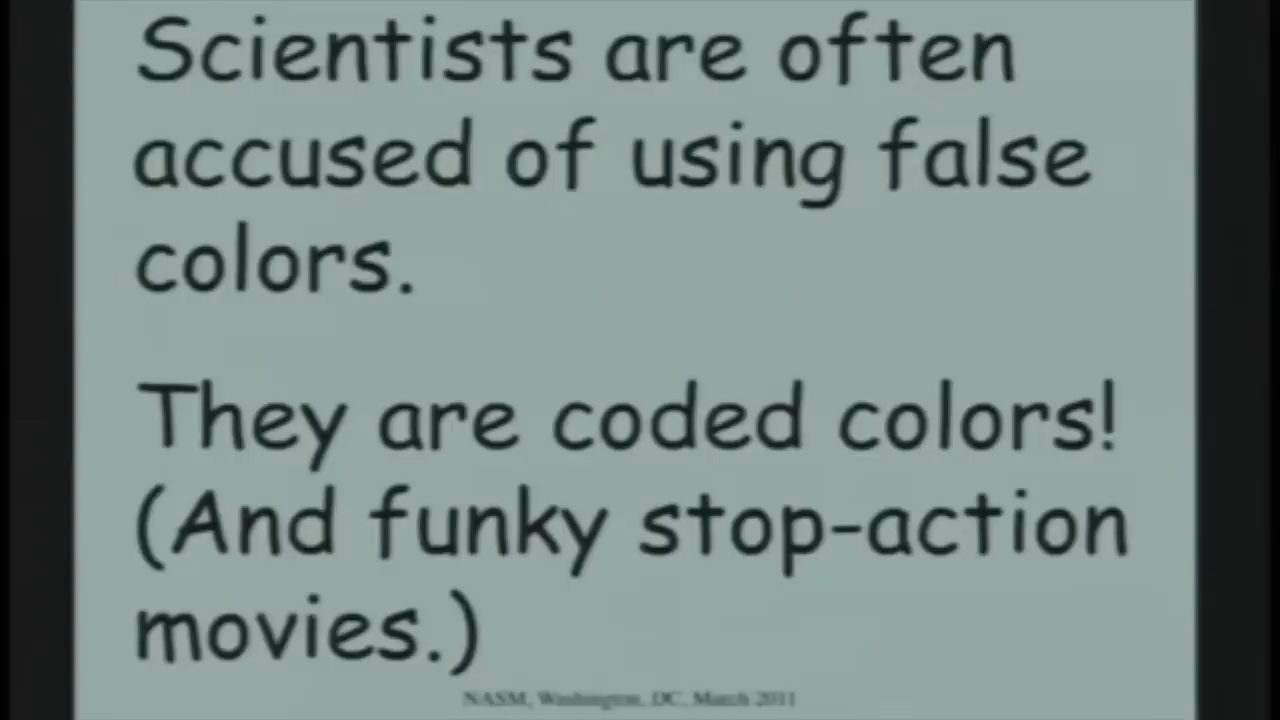 Scientists are often
accused of using false
colors.
They are coded colors!
(And funky stop-action
movies.)
NASM, Washington, DC, March 2011